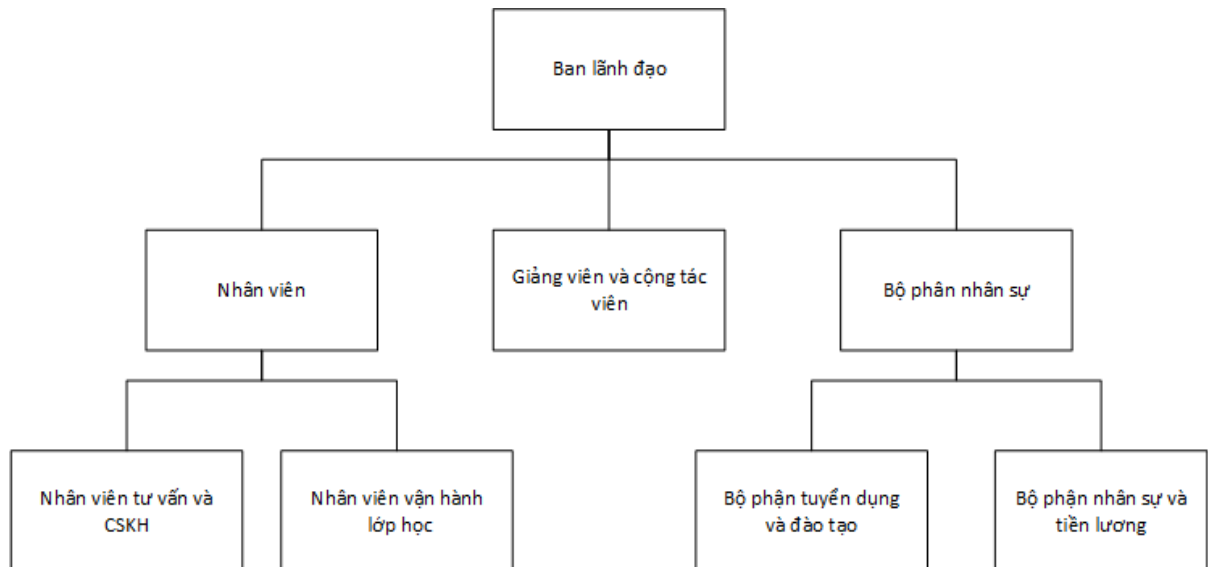 Ban lãnh đạo
Nhân viên
Giảng viên và cộng tác
viên
Bộ phân nhân sự
Nhân viên tư vấn và
CSKH
Nhân viên vận hành
lớp học
Bộ phận tuyển dụng
và đào tạo
Bộ phận nhân sự và
tiền lương